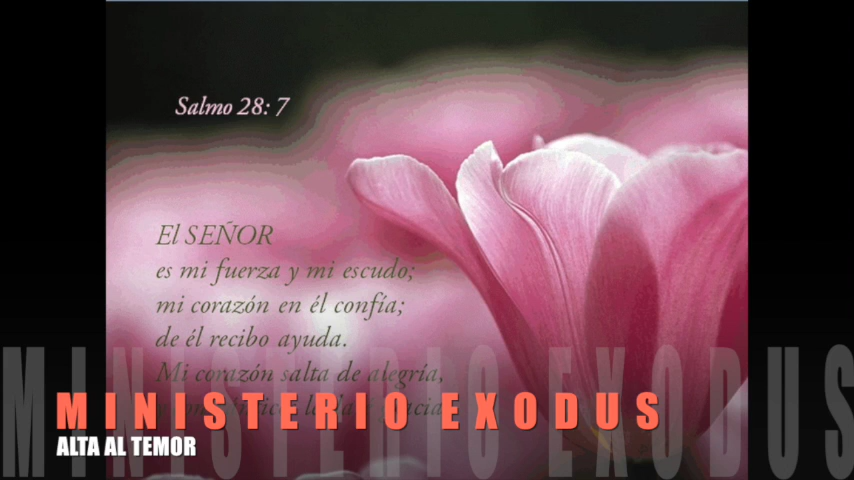 Salmo 28: 7
El SEÑOR
es mi fuerza y mi escudo;
mi corazón en él confía;
de él recibo ayuda.
Mi corazón salta de alegría,
MINISTERIO EXODUS
MINISTERIO EXODUS
ALTA AL TEMOR